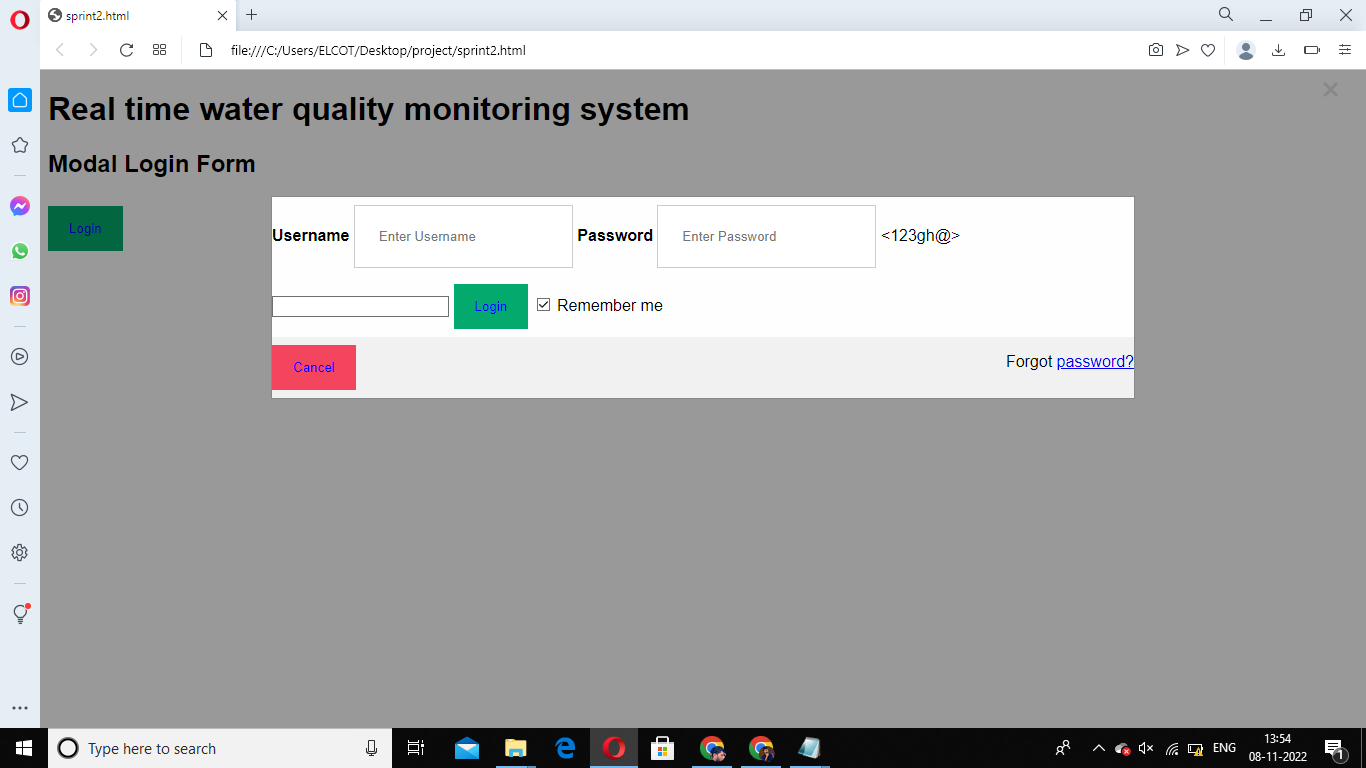 sprint2.html
file:///C:/Users/ELCOT/Desktop/project/sprint2.html
Real time water quality monitoring system
Modal Login Form
Login
Username Enter Username Password Enter Password <123gh@>
Login Remember me
Cancel Forgot password?
Type here to search
ENG
13:54
08-11-2022
1